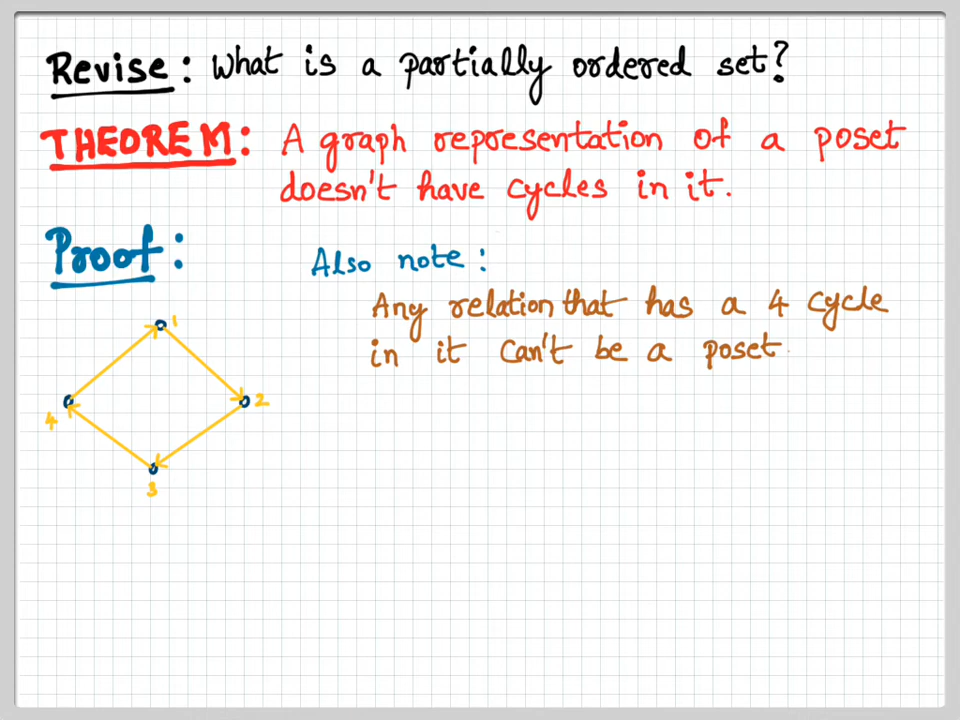 Revise: What is a partially ordered set?
THEOREM: A graph representation of a poset
doesn't have cycles in it.
Proof:
Also note:
Any relation that has a 4 cycle
in it can't be a poset
1
2
4
3